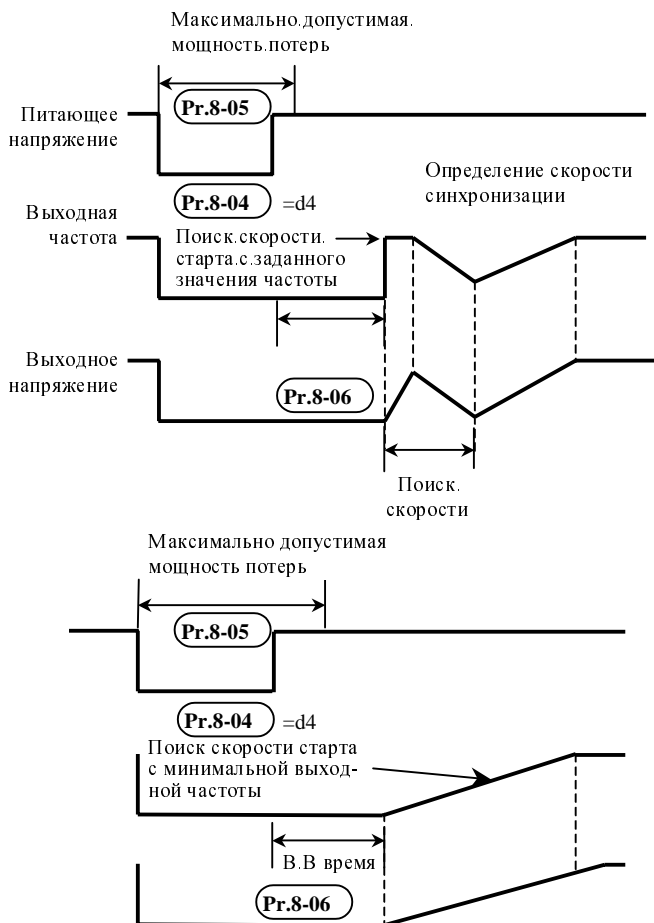 Максимально.допустимая.
мощность.потерь
Pr.8-05
Питающее
напряжение
Определение скорости
синхронизации
Pr.8-04 =d4
Выходная
частота
Поиск.скорости.
старта.с.заданного
значения частоты
Выходное
напряжение
Pr.8-06
Поиск.
скорости
Максимально допустимая
мощность потерь
Pr.8-05
Pr.8-04 =d4
Поиск скорости старта
с минимальной выход-
ной частоты
В.В время
Pr.8-06